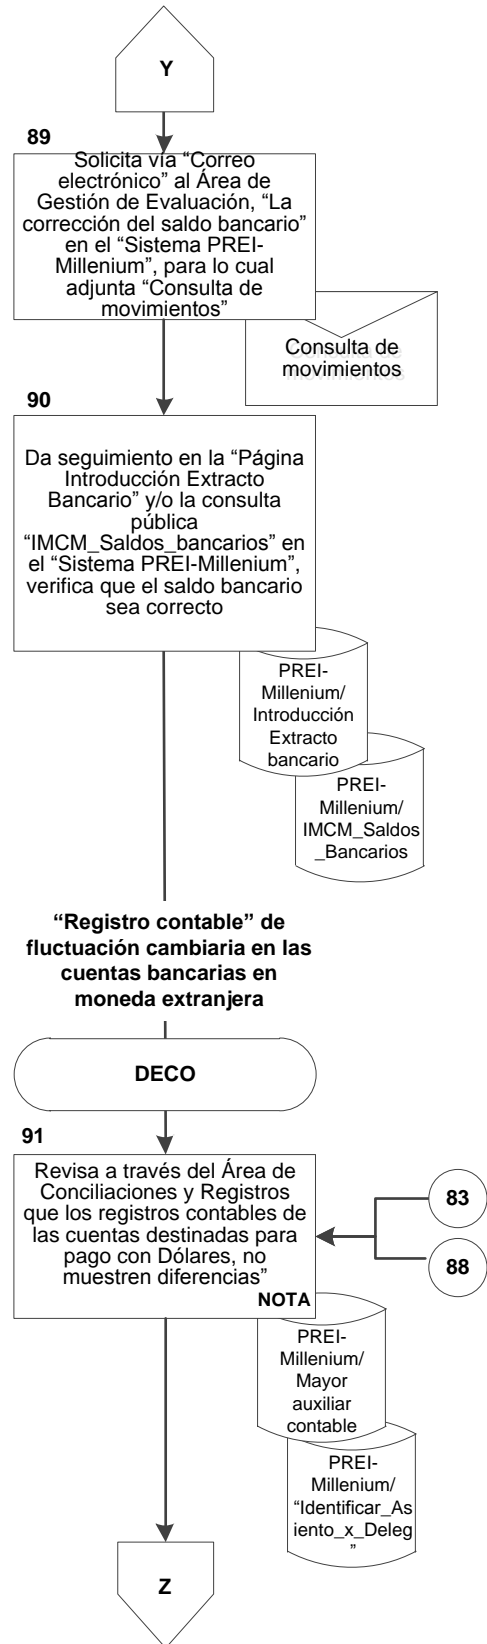 Y
89
Solicita vía “Correo
electrónico” al Área de
Gestión de Evaluación, “La
corrección del saldo bancario”
en el “Sistema PREI-
Millenium”, para lo cual
adjunta “Consulta de
movimientos”
Consulta de
movimientos
90
Da seguimiento en la “Página
Introducción Extracto
Bancario” y/o la consulta
pública
“IMCM_Saldos_bancarios” en
el “Sistema PREI-Millenium”,
verifica que el saldo bancario
sea correcto
PREI-
Millenium/
Introducción
Extracto
bancario
PREI-
Millenium/
IMCM_Saldos
_Bancarios
“Registro contable” de
fluctuación cambiaria en las
cuentas bancarias en
moneda extranjera
DECO
91
Revisa a través del Área de
Conciliaciones y Registros
que los registros contables de
las cuentas destinadas para
pago con Dólares, no
muestren diferencias”
NOTA
83
88
PREI-
Millenium/
Mayor
auxiliar
contable
PREI-
Millenium/
“Identificar_As
iento_x_Deleg
”
Z